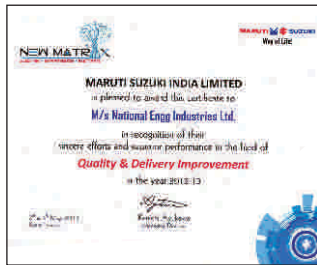 NEW MATRIX
MARUTI SUZUKI
Way of Life!
MARUTI SUZUKI INDIA LIMITED
is pleased to award this certificate to
M/s National Engg Industries Ltd.
in recognition of their
sincere efforts and superior performance in the field of
Quality & Delivery Improvement
in the year 2012-13